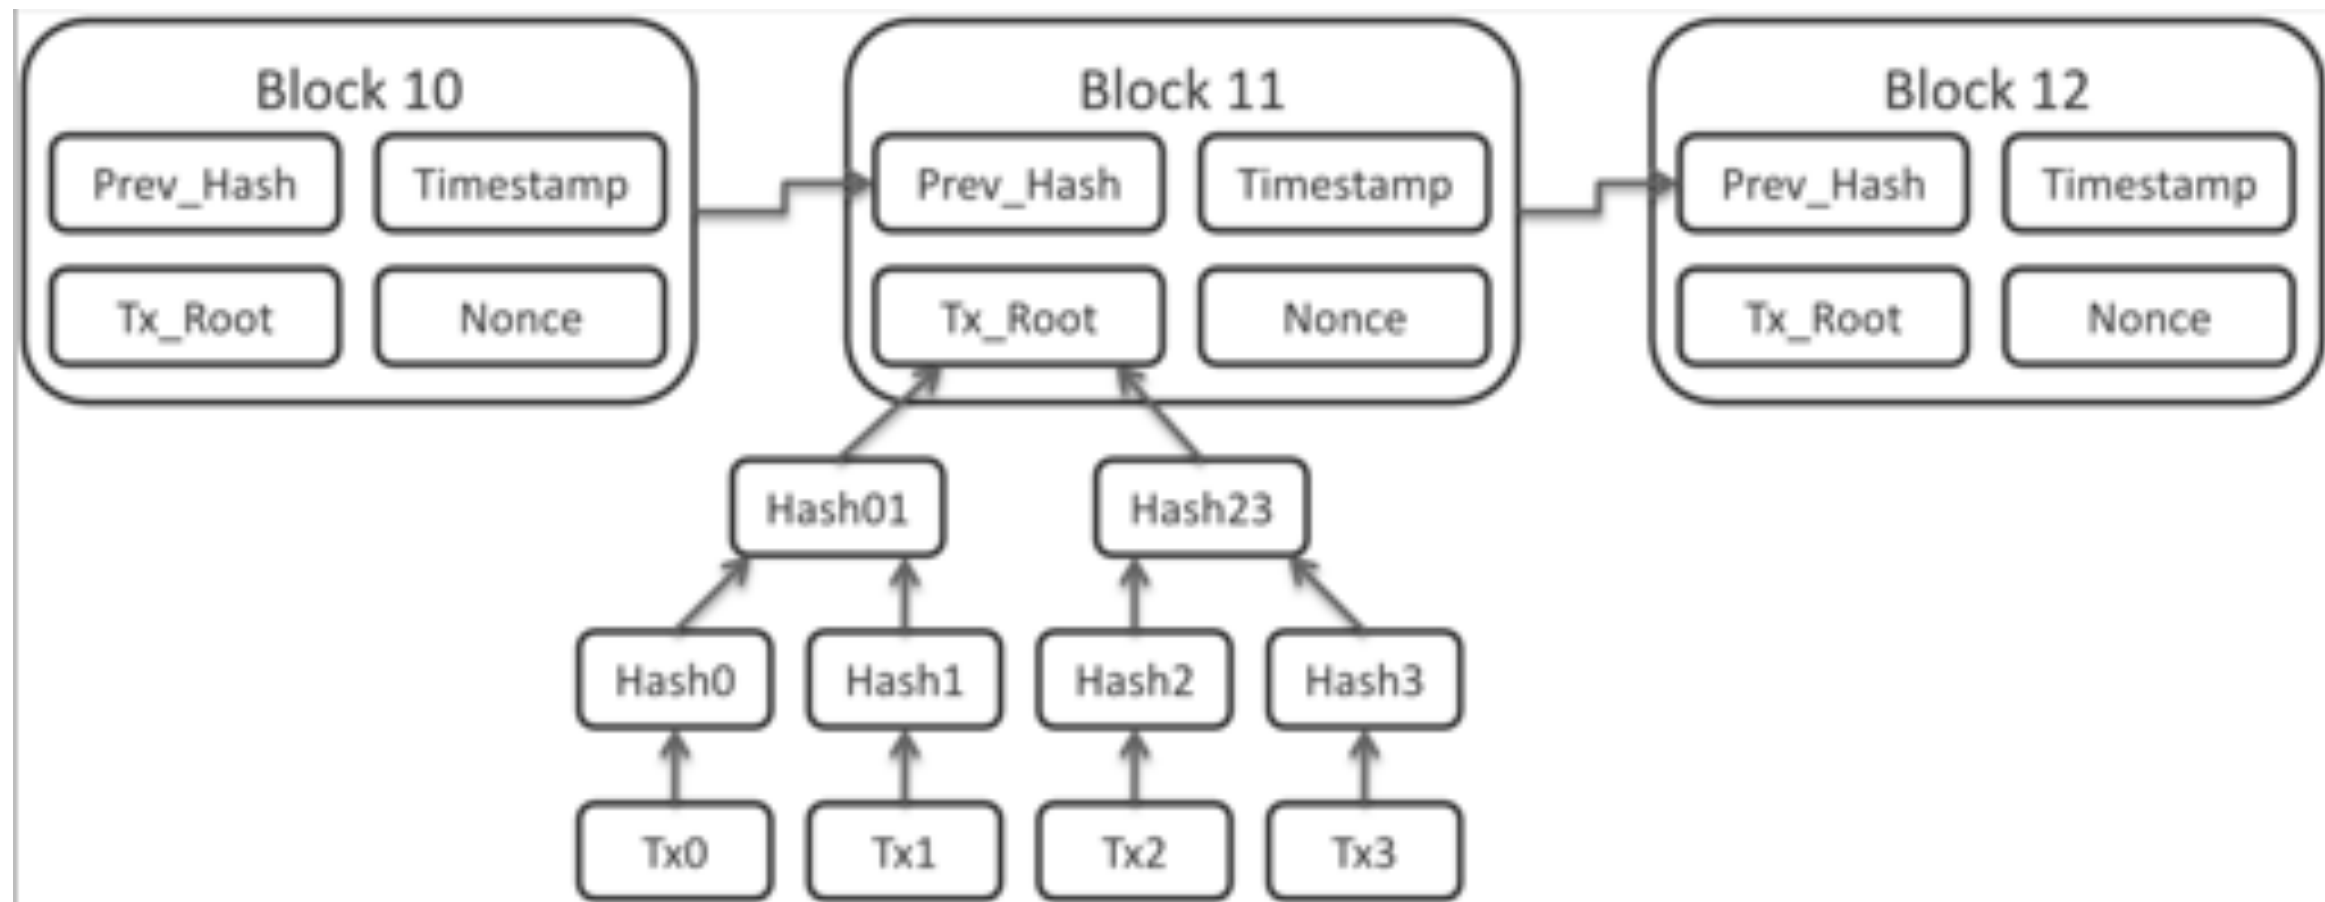 Block 10
Prev_Hash
Timestamp
Tx_Root
Nonce
Block 11
Prev_Hash
Timestamp
Tx_Root
Nonce
Block 12
Prev_Hash
Timestamp
Tx_Root
Nonce
Hash01
Hash23
Hash0
Hash1
Hash2
Hash3
Tx0
Tx1
Tx2
Tx3